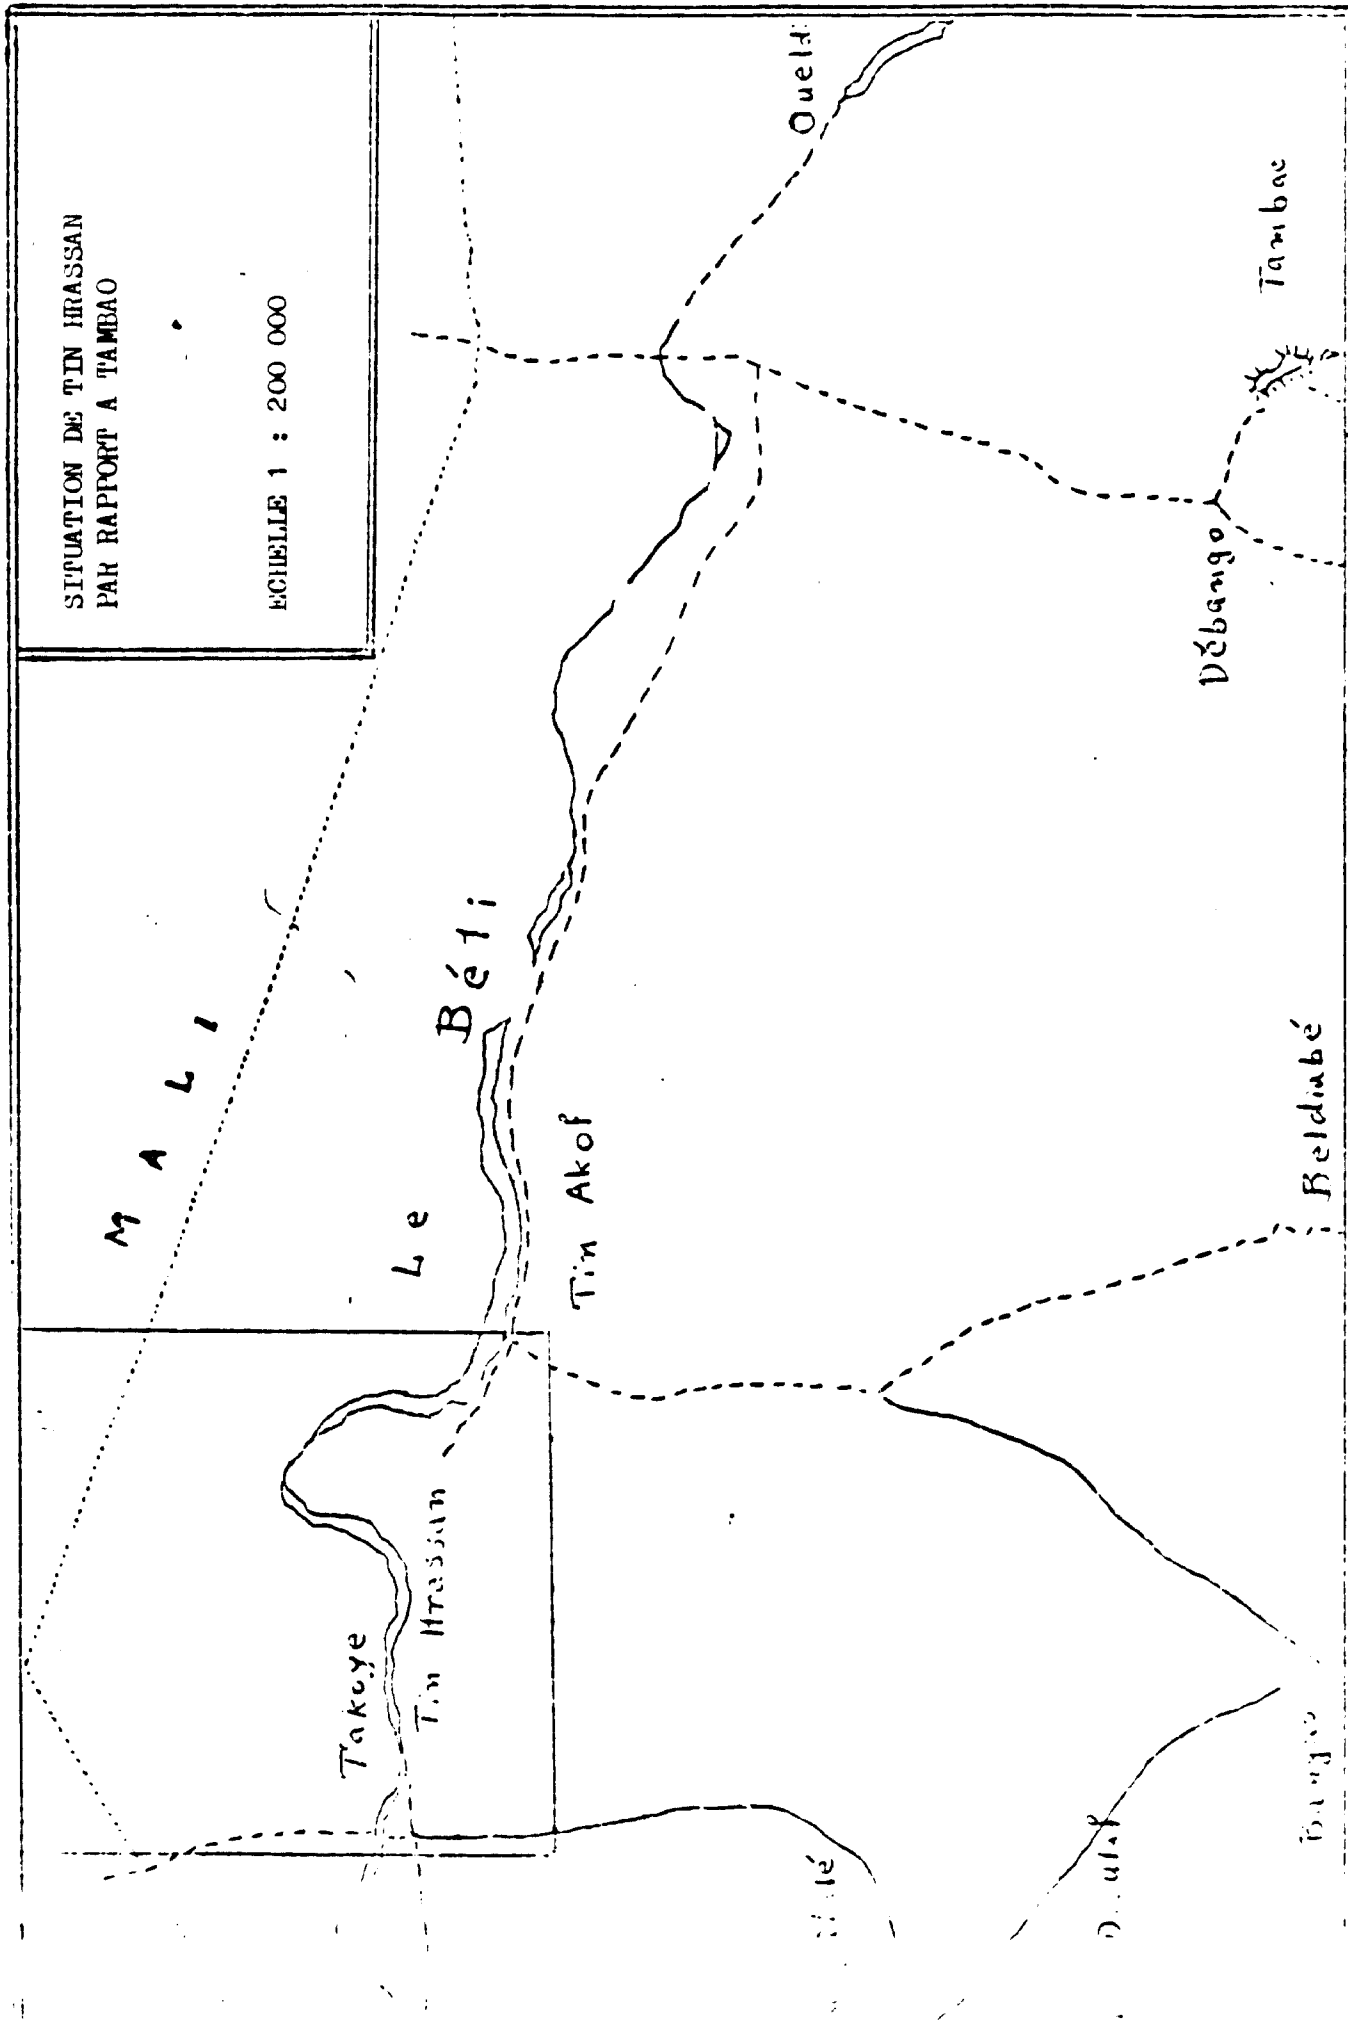 SITUATION DE TIN HRASSAN
PAR RAPPORT A TAMBAO
ECHELLE 1 : 200 000
MALI
Le Béli
Takoye
Tin Hrassan
Tin Akof
Oueld
Tambao
Débango
Beldiabé